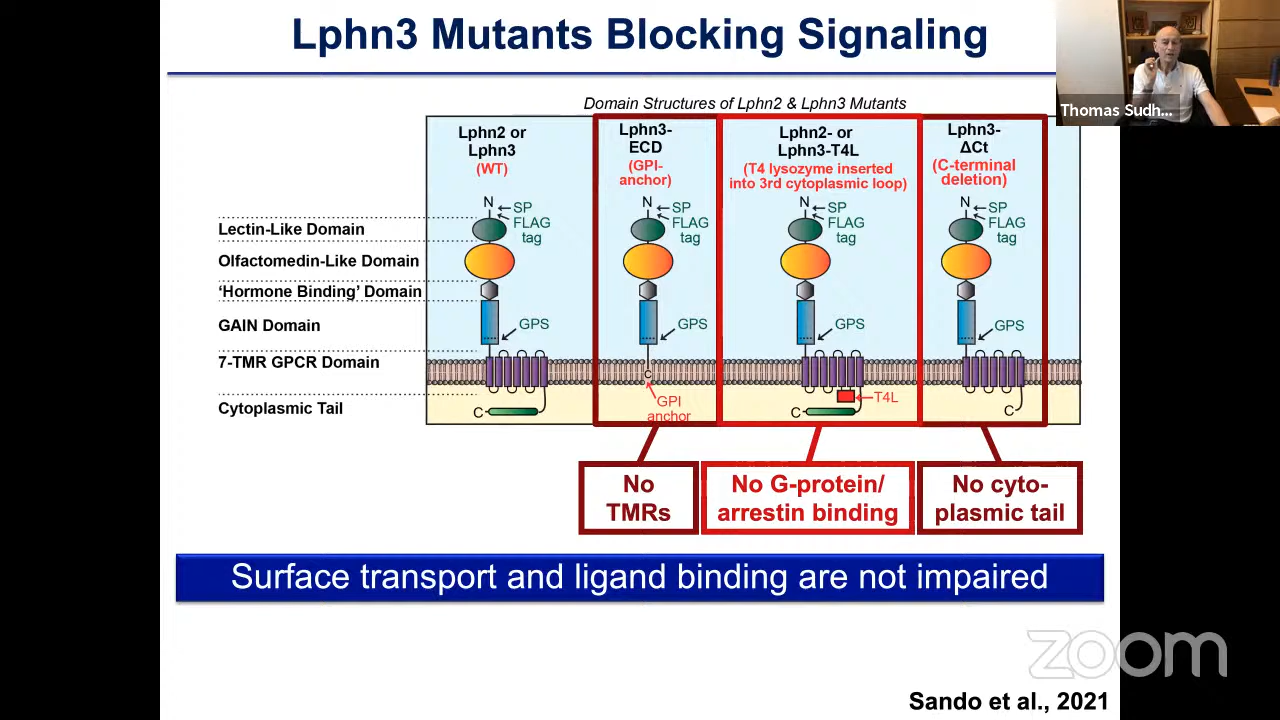 Lphn3 Mutants Blocking Signaling
Thomas Sudh...
Domain Structures of Lphn2 & Lphn3 Mutants
Lphn2 or
Lphn3
(WT)
Lphn3-
ECD
(GPI-
anchor)
Lphn2- or
Lphn3-T4L
(T4 lysozyme inserted
into 3rd cytoplasmic loop)
Lphn3-
ΔCt
(C-terminal
deletion)
N
SP
FLAG
tag
N
SP
FLAG
tag
N
SP
FLAG
tag
N
SP
FLAG
tag
Lectin-Like Domain
Olfactomedin-Like Domain
‘Hormone Binding’ Domain
GAIN Domain
7-TMR GPCR Domain
Cytoplasmic Tail
GPS
GPS
GPS
GPS
C
C
GPI
anchor
C
T4L
C
No
TMRs
No G-protein/
arrestin binding
No cyto-
plasmic tail
Surface transport and ligand binding are not impaired
zoom
Sando et al., 2021